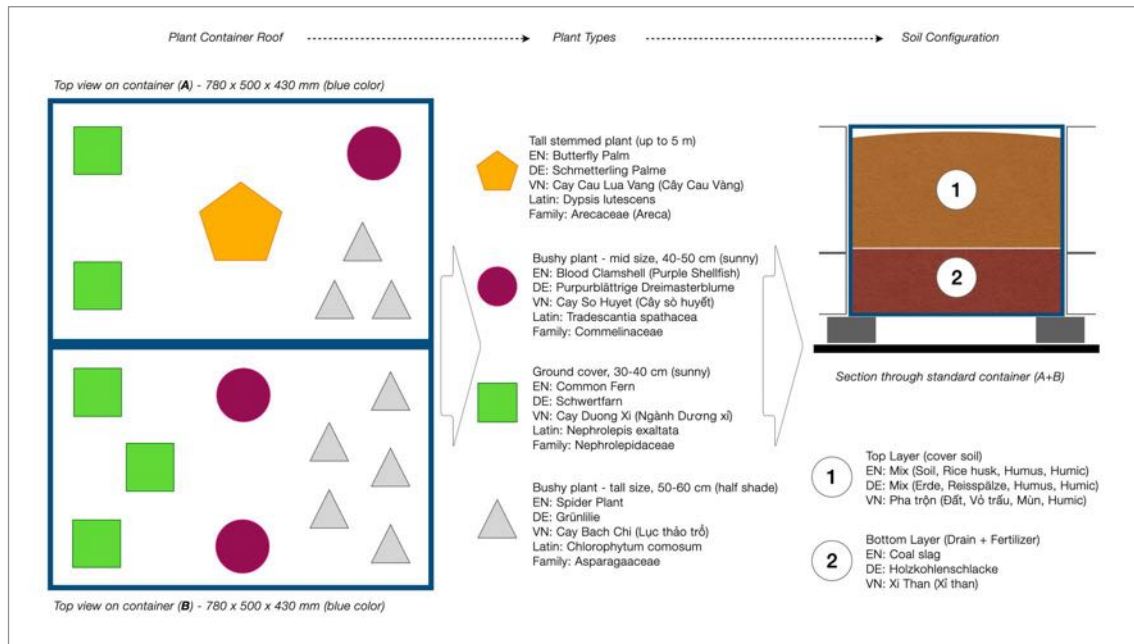 Plant Container Roof
Plant Types
Soil Configuration
Top view on container (A) - 780 x 500 x 430 mm (blue color)
Tall stemmed plant (up to 5 m)
EN: Butterfly Palm
DE: Schmetterling Palme
VN: Cay Cau Lua Vang (Cây Cau Vàng)
Latin: Dypsis lutescens
Family: Arecaceae (Areca)
Bushy plant - mid size, 40-50 cm (sunny)
EN: Blood Clamshell (Purple Shellfish)
DE: Purpurblättrige Dreimasterblume
VN: Cay So Huyet (Cây sò huyết)
Latin: Tradescantia spathacea
Family: Commelinaceae
Ground cover, 30-40 cm (sunny)
EN: Common Fern
DE: Schwertfarn
VN: Cay Duong Xi (Ngành Dương xỉ)
Latin: Nephrolepis exaltata
Family: Nephrolepidaceae
Bushy plant - tall size, 50-60 cm (half shade)
EN: Spider Plant
DE: Grünlilie
VN: Cay Bach Chi (Lục thảo trổ)
Latin: Chlorophytum comosum
Family: Asparagaaceae
1
2
Section through standard container (A+B)
1
Top Layer (cover soil)
EN: Mix (Soil, Rice husk, Humus, Humic)
DE: Mix (Erde, Reisspälze, Humus, Humic)
VN: Pha trộn (Đất, Vỏ trấu, Mùn, Humic)
2
Bottom Layer (Drain + Fertilizer)
EN: Coal slag
DE: Holzkohlenschlacke
VN: Xi Than (Xỉ than)
Top view on container (B) - 780 x 500 x 430 mm (blue color)